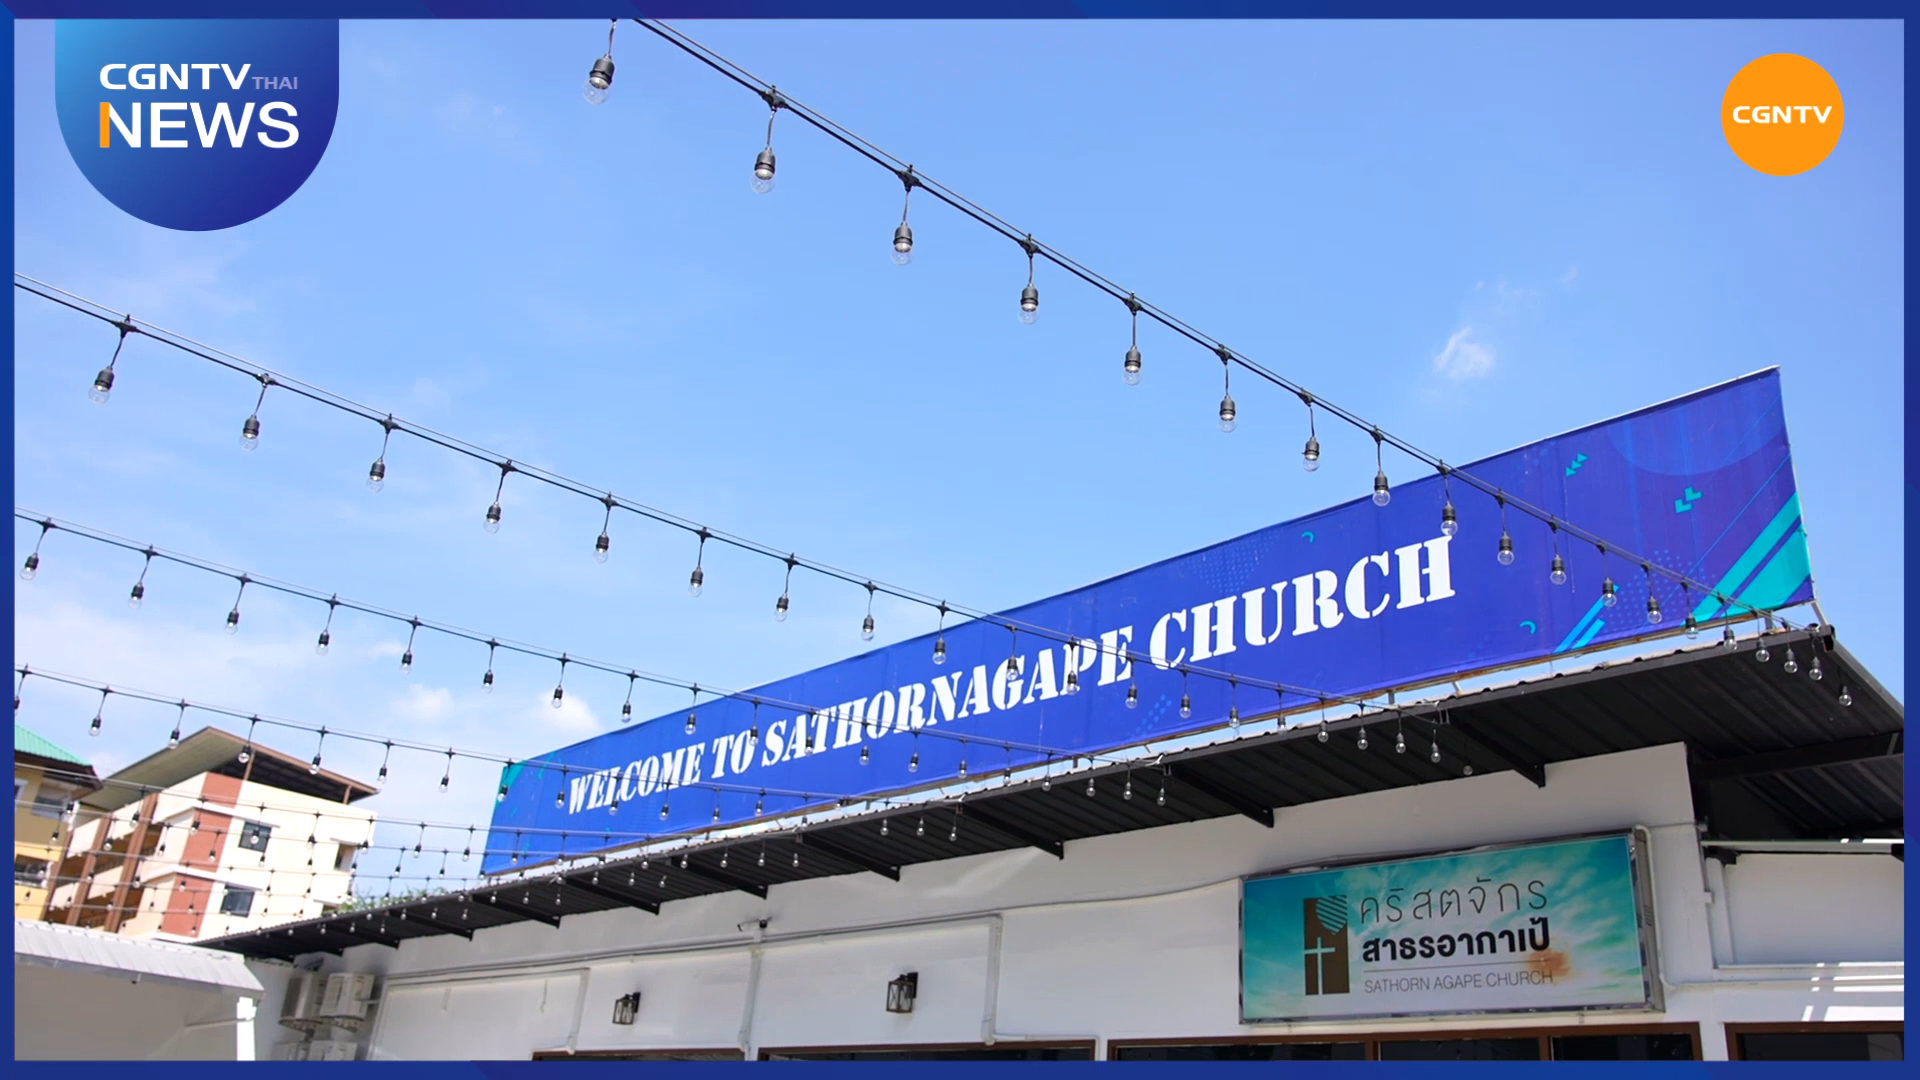 CGNTV THAI
NEWS
CGNTV
WELCOME TO SATHORNAGAPE CHURCH
คริสตจักร
สาธรอากาเป้
SATHORN AGAPE CHURCH